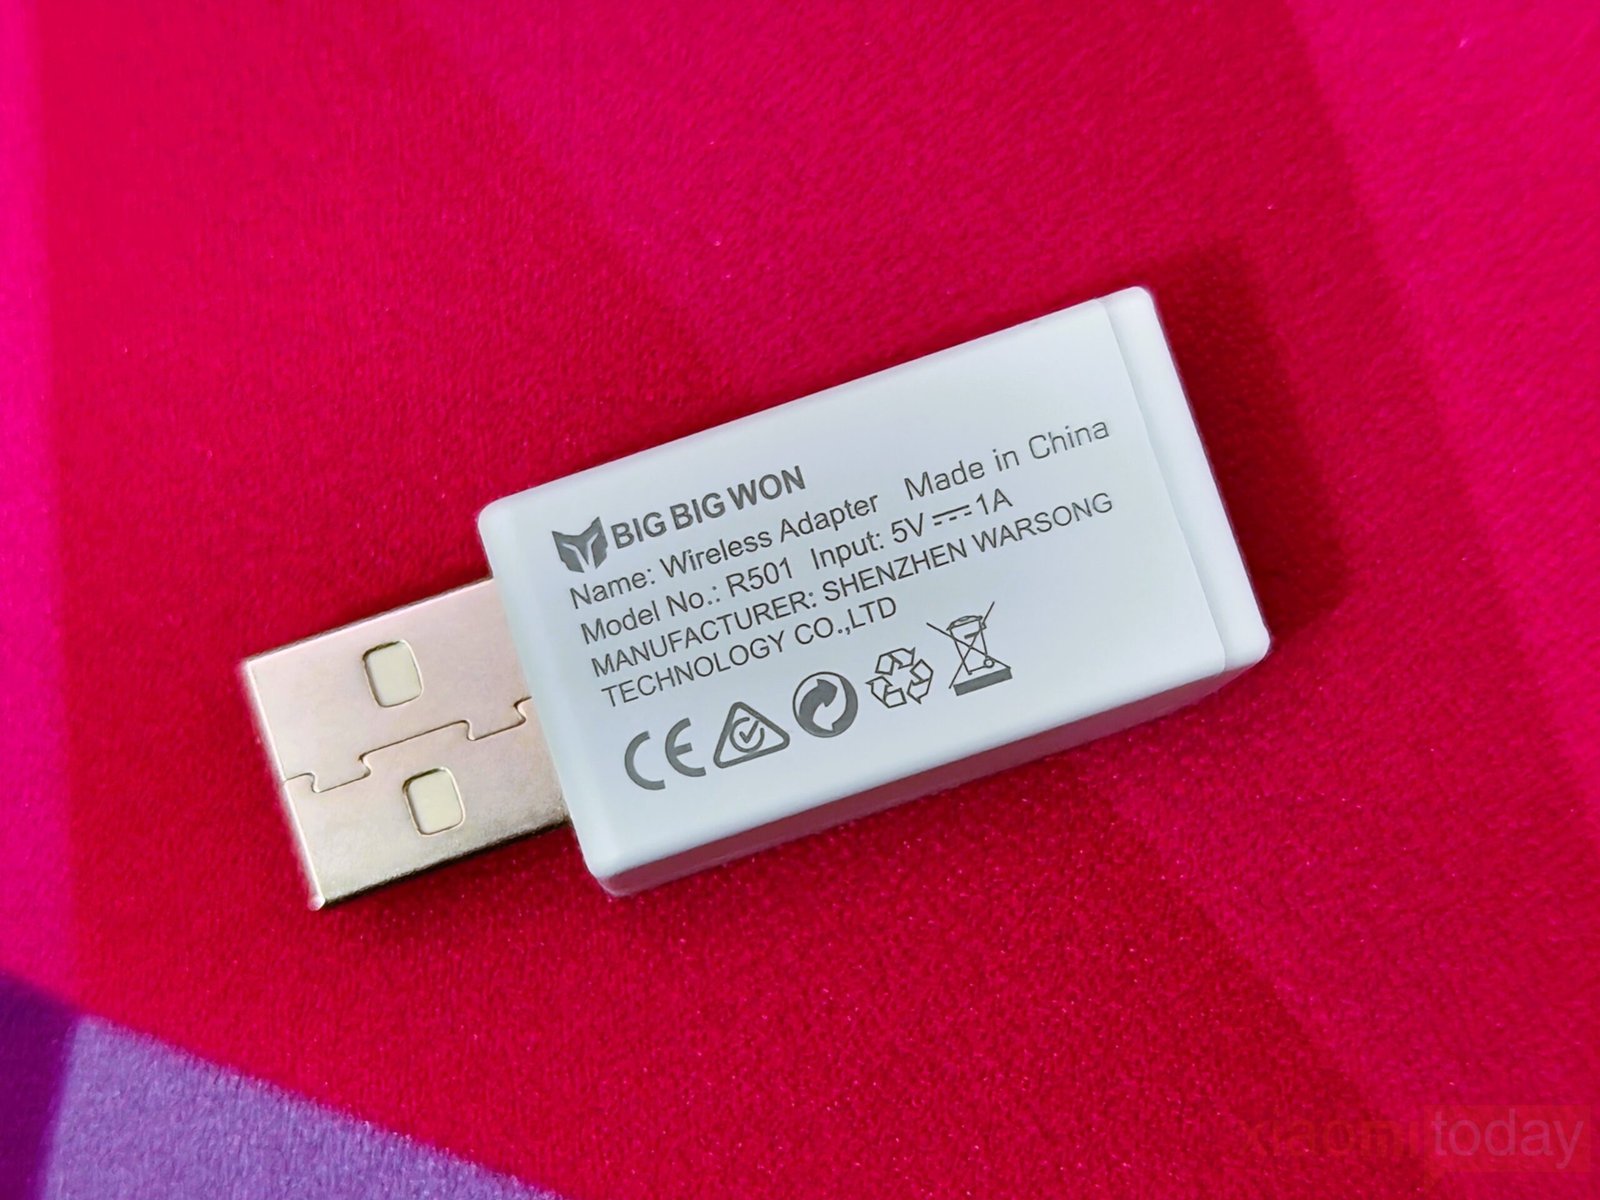 BIG BIG WON
Name: Wireless Adapter Made in China
Model No.: R501 Input: 5V⎓1A
MANUFACTURER: SHENZHEN WARSONG
TECHNOLOGY CO.,LTD
CE
xiaomitoday